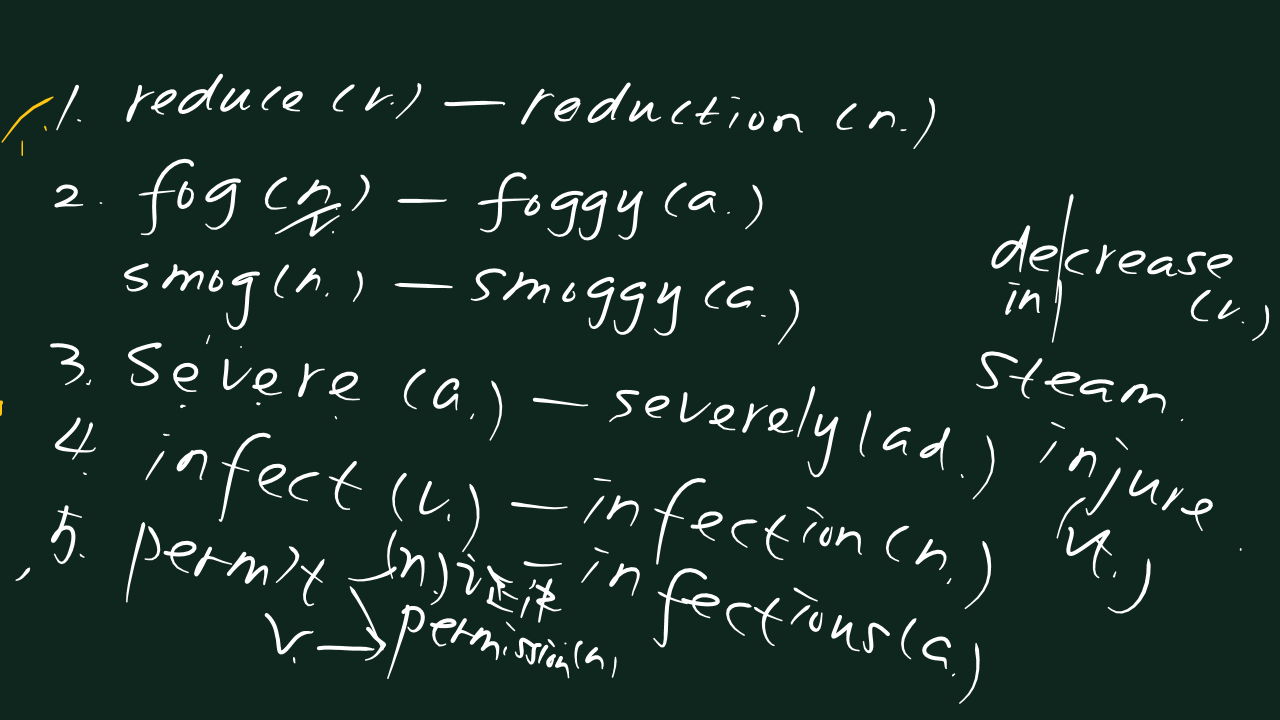 1. reduce (v.) — reduction (n.)
2. fog (n.) — foggy (a.)
v.
smog (n.) — smoggy (a.)
3. Severe (a.) — severely (ad.)
4. infect (v.) — infection (n.)
— infectious (a.)
5. permit (n.) 证件
v. → permission (n)
decrease
in (v.)
Steam.
injure.
(v.)